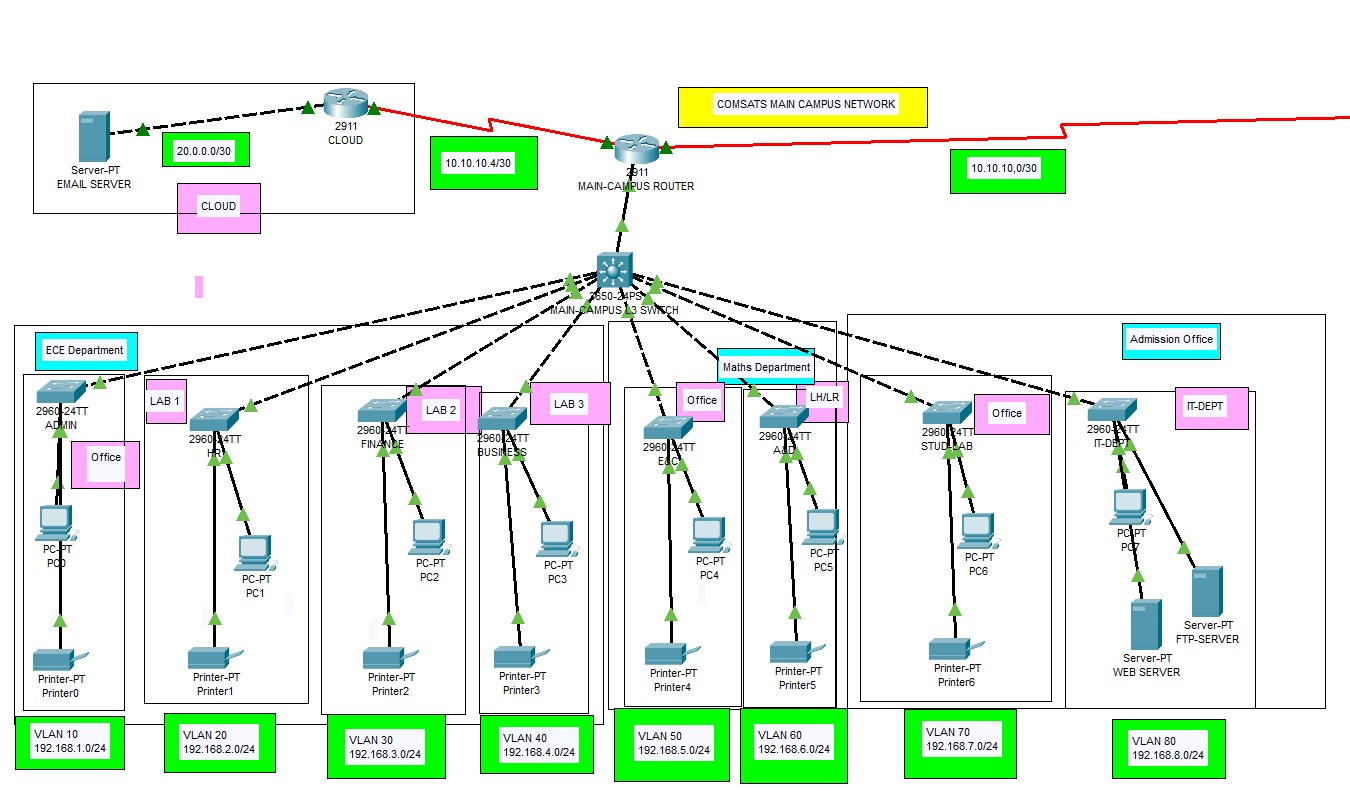 COMSATS MAIN CAMPUS NETWORK
2911
CLOUD
20.0.0.0/30
Server-PT
EMAIL SERVER
CLOUD
10.10.10.4/30
2911
MAIN-CAMPUS ROUTER
10.10.10,0/30
3650-24PS
MAIN-CAMPUS L3 SWITCH
ECE Department
Maths Department
Admission Office
LAB 1
LAB 2
LAB 3
Office
LH/LR
Office
IT-DEPT
Office
2960-24TT
ADMIN
2960-24TT
HR
2960-24TT
FINANCE
2960-24TT
BUSINESS
2960-24TT
E&C
2960-24TT
A&D
2960-24TT
STUD-LAB
2960-24TT
IT-DEPT
PC-PT
PC0
PC-PT
PC1
PC-PT
PC2
PC-PT
PC3
PC-PT
PC4
PC-PT
PC5
PC-PT
PC6
PC-PT
PC7
Server-PT
FTP-SERVER
Server-PT
WEB SERVER
Printer-PT
Printer0
Printer-PT
Printer1
Printer-PT
Printer2
Printer-PT
Printer3
Printer-PT
Printer4
Printer-PT
Printer5
Printer-PT
Printer6
VLAN 10
192.168.1.0/24
VLAN 20
192.168.2.0/24
VLAN 30
192.168.3.0/24
VLAN 40
192.168.4.0/24
VLAN 50
192.168.5.0/24
VLAN 60
192.168.6.0/24
VLAN 70
192.168.7.0/24
VLAN 80
192.168.8.0/24